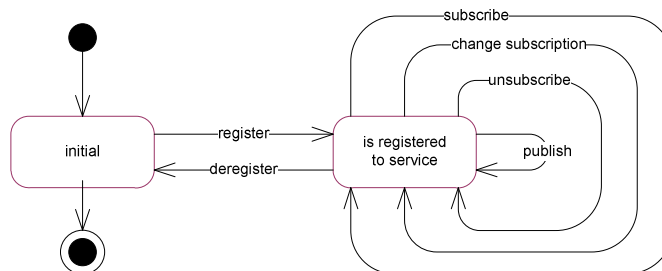 subscribe
change subscription
unsubscribe
register
initial
is registered
to service
publish
deregister